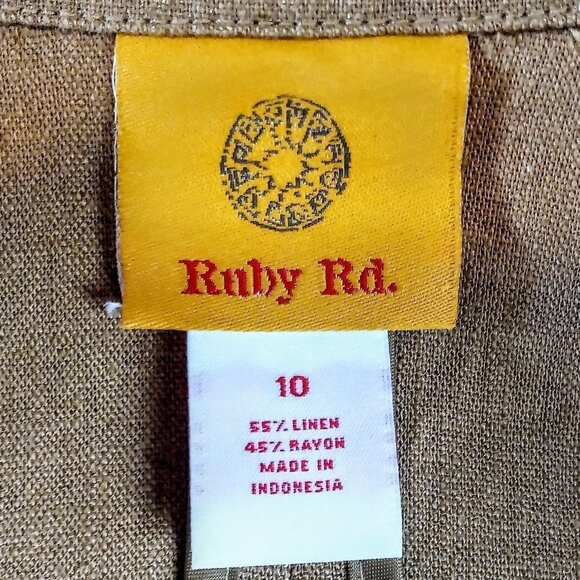 Ruby Rd.
10
55% LINEN
45% RAYON
MADE IN
INDONESIA